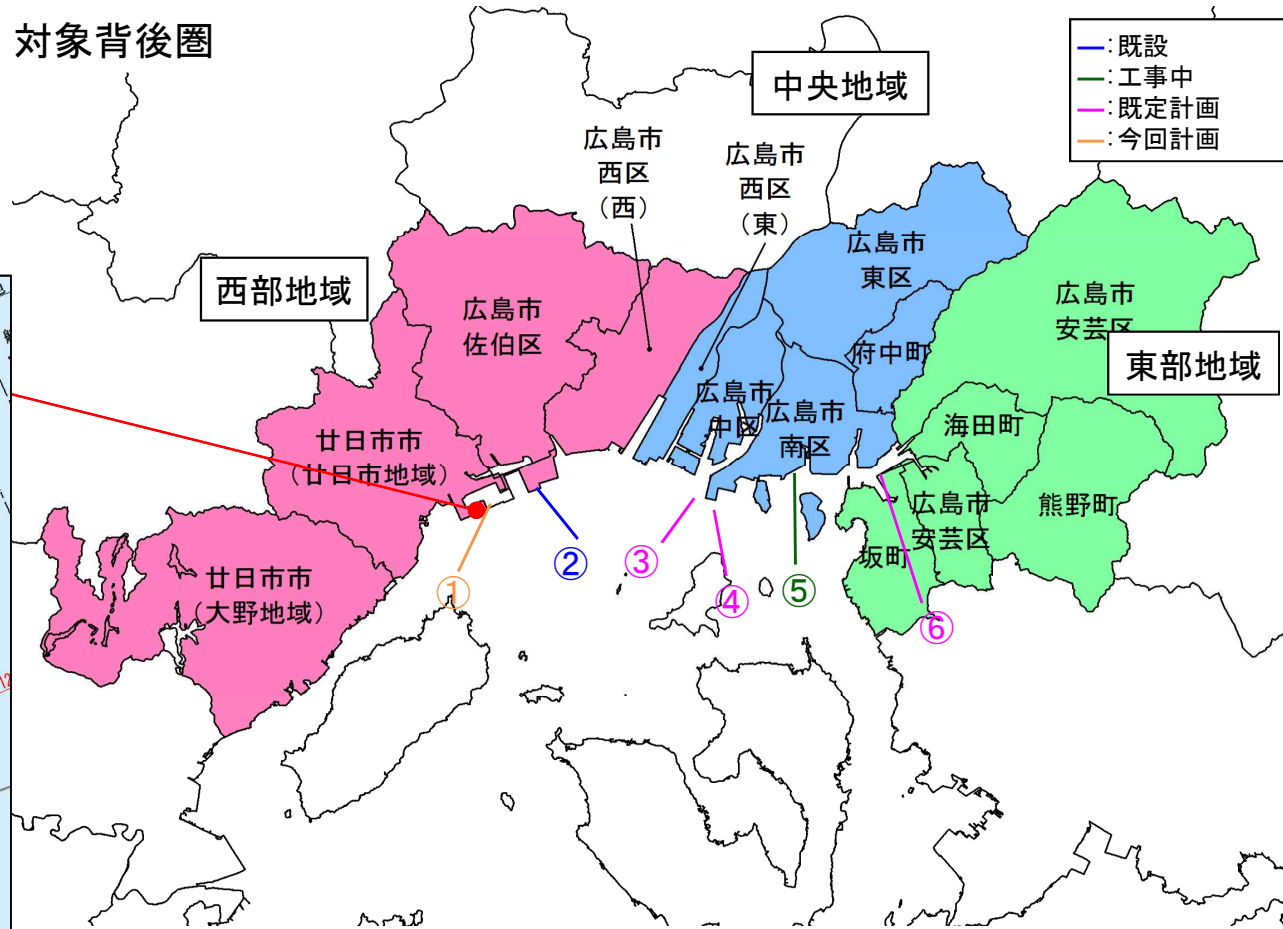 対象背後圏
━:既設
━:工事中
━:既定計画
━:今回計画
中央地域
広島市
西区
(西)
広島市
西区
(東)
広島市
東区
西部地域
広島市
佐伯区
広島市
安芸区
府中町
東部地域
広島市
中区
広島市
南区
海田町
廿日市市
(廿日市地域)
広島市
安芸区
熊野町
坂町
廿日市市
(大野地域)
①
②
③
④
⑤
⑥
12